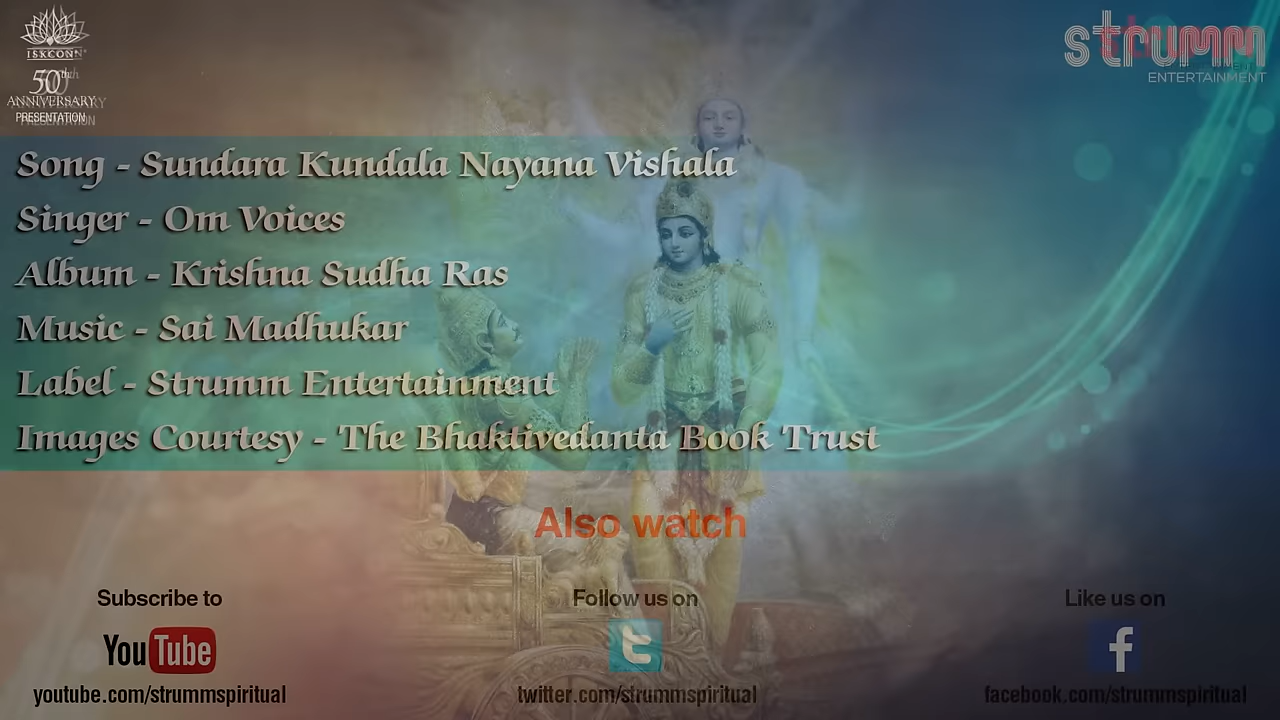 ISKCON
50th
ANNIVERSARY
PRESENTATION
strumm
ENTERTAINMENT
Song - Sundara Kundala Nayana Vishala
Singer - Om Voices
Album - Krishna Sudha Ras
Music - Sai Madhukar
Label - Strumm Entertainment
Images Courtesy - The Bhaktivedanta Book Trust
Also watch
Subscribe to
YouTube
youtube.com/strummspiritual
Follow us on
twitter.com/strummspiritual
Like us on
f
facebook.com/strummspiritual